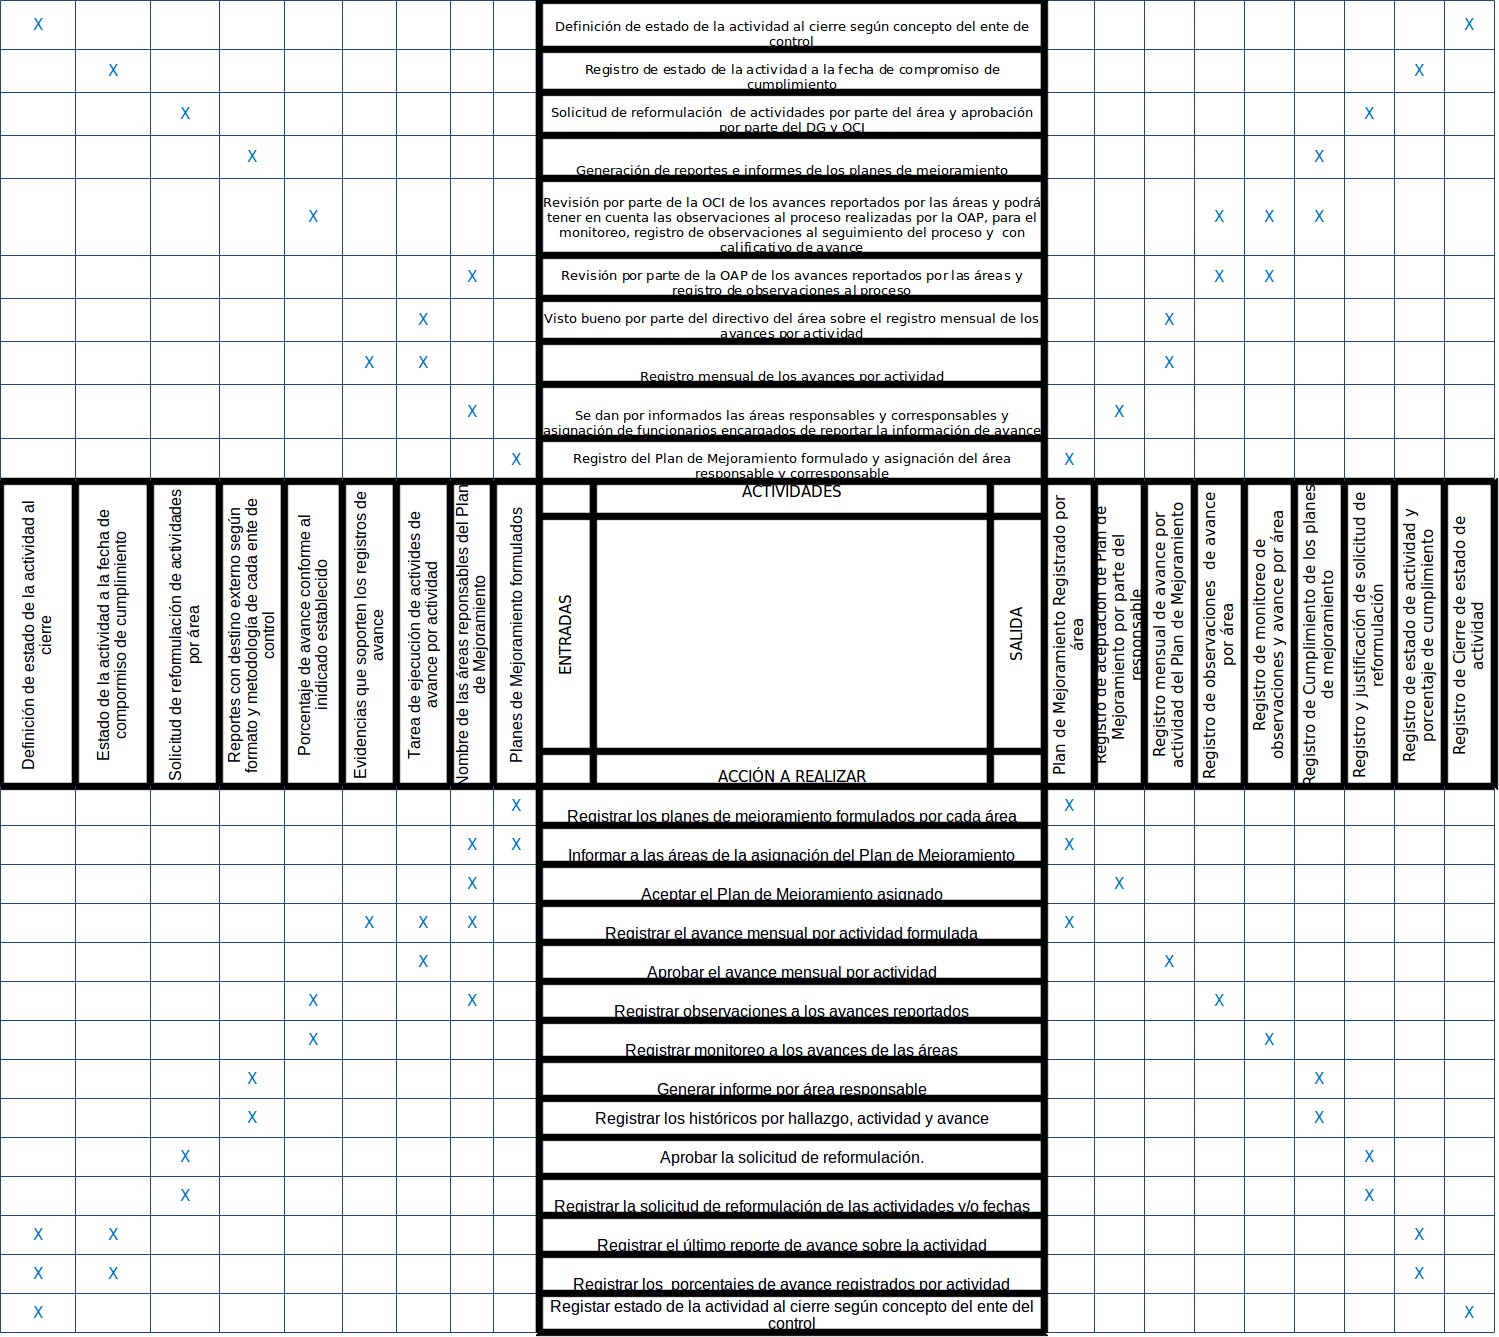 X Definición de estado de la actividad al cierre según concepto del ente de X
control
X Registro de estado de la actividad a la fecha de compromiso de X
cumplimiento
X Solicitud de reformulación de actividades por parte del área y aprobación X
por parte del DG y OCI
X Generación de reportes e informes de los planes de mejoramiento X
Revisión por parte de la OCI de los avances reportados por las áreas y podrá
X tener en cuenta las observaciones al proceso realizadas por la OAP, para el X X X
monitoreo, registro de observaciones al seguimiento del proceso y con
calificativo de avance
X Revisión por parte de la OAP de los avances reportados por las áreas y X X
registro de observaciones al proceso
X Visto bueno por parte del directivo del área sobre el registro mensual de los X
avances por actividad
X X Registro mensual de los avances por actividad X
X Se dan por informados las áreas responsables y corresponsables y X
asignación de funcionarios encargados de reportar la información de avance
X Registro del Plan de Mejoramiento formulado y asignación del área X
responsable y corresponsable
Definición de estado de la actividad al
cierre
Estado de la actividad a la fecha de
compormiso de cumplimiento
Solicitud de reformulación de actividades
por área
Reportes con destino externo según
formato y metodología de cada ente de
control
Porcentaje de avance conforme al
inidicado establecido
Evidencias que soporten los registros de
avance
Tarea de ejecución de activides de
avance por actividad
Nombre de las áreas reponsables del Plan
de Mejoramiento
Planes de Mejoramiento formulados
ACTIVIDADES
ENTRADAS
SALIDA
ACCIÓN A REALIZAR
Plan de Mejoramiento Registrado por
área
Registro de aceptación de Plan de
Mejoramiento por parte del
responsable
Registro mensual de avance por
actividad del Plan de Mejoramiento
Registro de observaciones de avance
por área
Registro de monitoreo de
observaciones y avance por área
Registro de Cumplimiento de los planes
de mejoramiento
Registro y justificación de solicitud de
reformulación
Registro de estado de actividad y
porcentaje de cumplimiento
Registro de Cierre de estado de
actividad
X Registrar los planes de mejoramiento formulados por cada área X
X X Informar a las áreas de la asignación del Plan de Mejoramiento X
X Aceptar el Plan de Mejoramiento asignado X
X X X Registrar el avance mensual por actividad formulada X
X Aprobar el avance mensual por actividad X
X X Registrar observaciones a los avances reportados X
X Registrar monitoreo a los avances de las áreas X
X Generar informe por área responsable X
X Registrar los históricos por hallazgo, actividad y avance X
X Aprobar la solicitud de reformulación. X
X Registrar la solicitud de reformulación de las actividades y/o fechas X
X X Registrar el último reporte de avance sobre la actividad X
X X Registrar los porcentajes de avance registrados por actividad X
X Registar estado de la actividad al cierre según concepto del ente del X
control